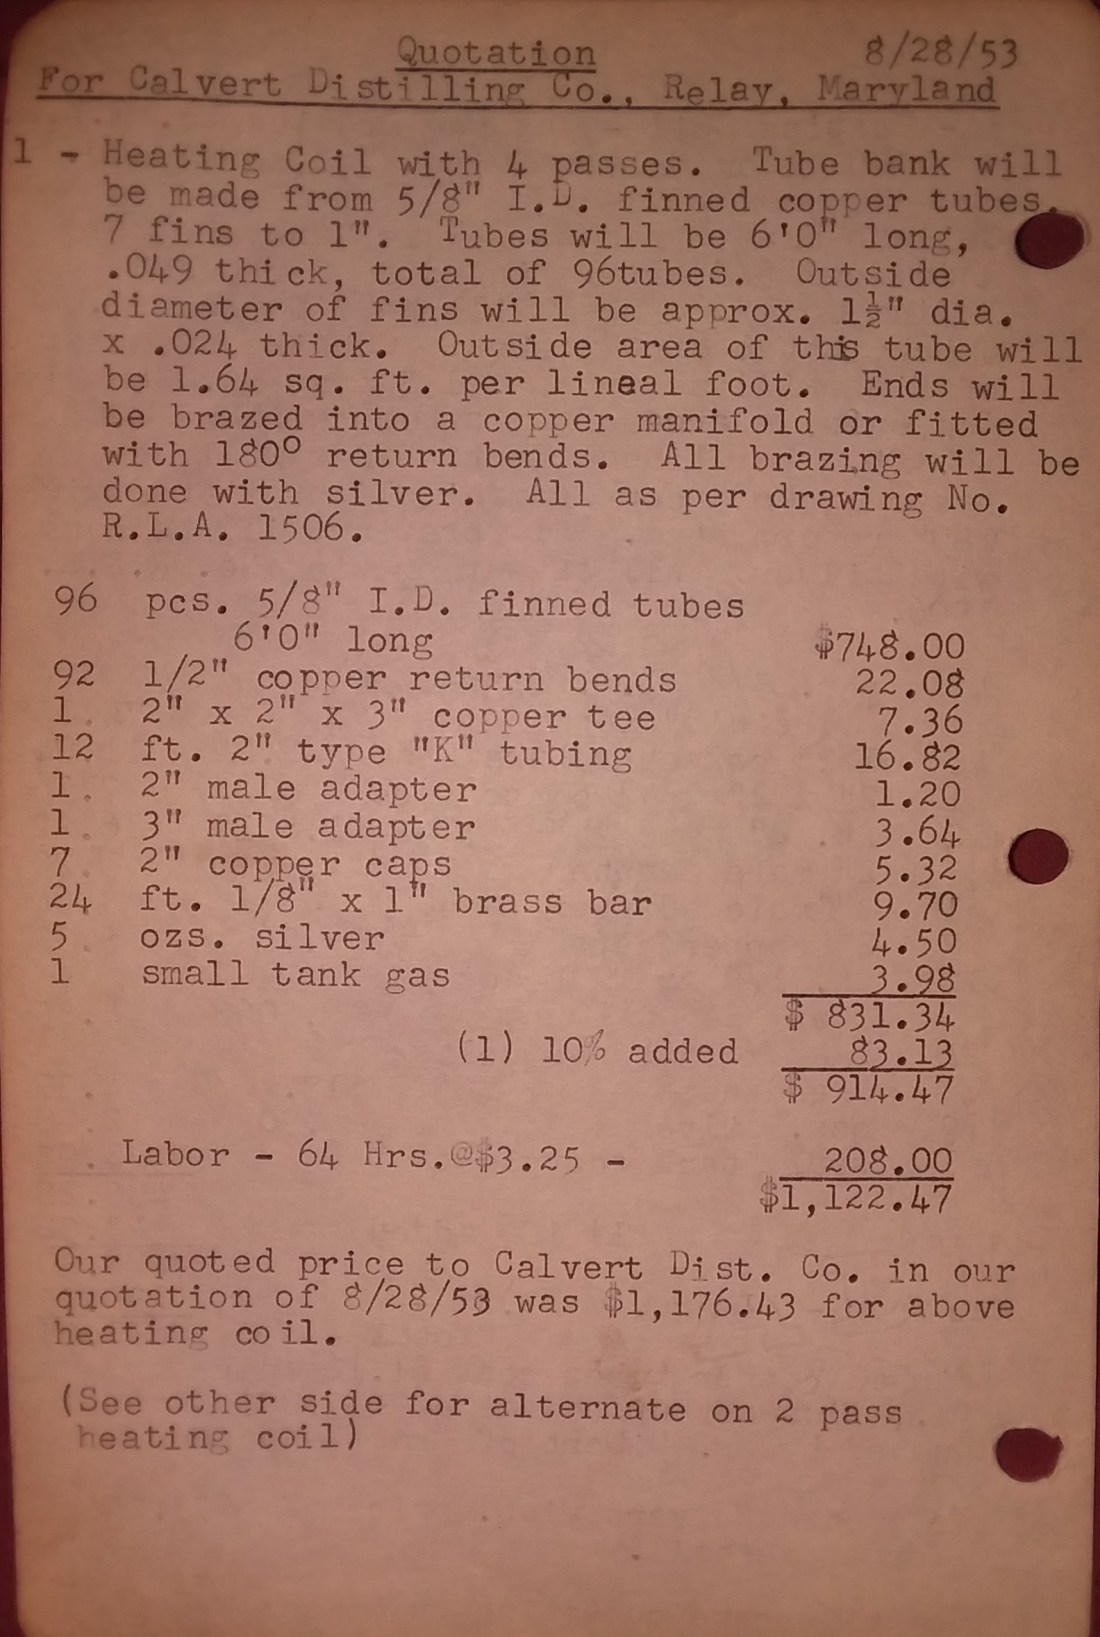 Quotation 8/28/53
For Calvert Distilling Co., Relay, Maryland
1 - Heating Coil with 4 passes. Tube bank will
be made from 5/8" I.D. finned copper tubes.
7 fins to 1". Tubes will be 6'0" long,
.049 thick, total of 96tubes. Outside
diameter of fins will be approx. 1½" dia.
x .024 thick. Outside area of this tube will
be 1.64 sq. ft. per lineal foot. Ends will
be brazed into a copper manifold or fitted
with 180° return bends. All brazing will be
done with silver. All as per drawing No.
R.L.A. 1506.
96 pcs. 5/8" I.D. finned tubes
6'0" long $748.00
92 1/2" copper return bends 22.08
1. 2" x 2" x 3" copper tee 7.36
12 ft. 2" type "K" tubing 16.82
1. 2" male adapter 1.20
1. 3" male adapter 3.64
7 2" copper caps 5.32
24 ft. 1/8" x 1" brass bar 9.70
5. ozs. silver 4.50
1 small tank gas 3.98
$ 831.34
(1) 10% added 83.13
$ 914.47
Labor - 64 Hrs.@$3.25 - 208.00
$1,122.47
Our quoted price to Calvert Dist. Co. in our
quotation of 8/28/53 was $1,176.43 for above
heating coil.
(See other side for alternate on 2 pass
heating coil)